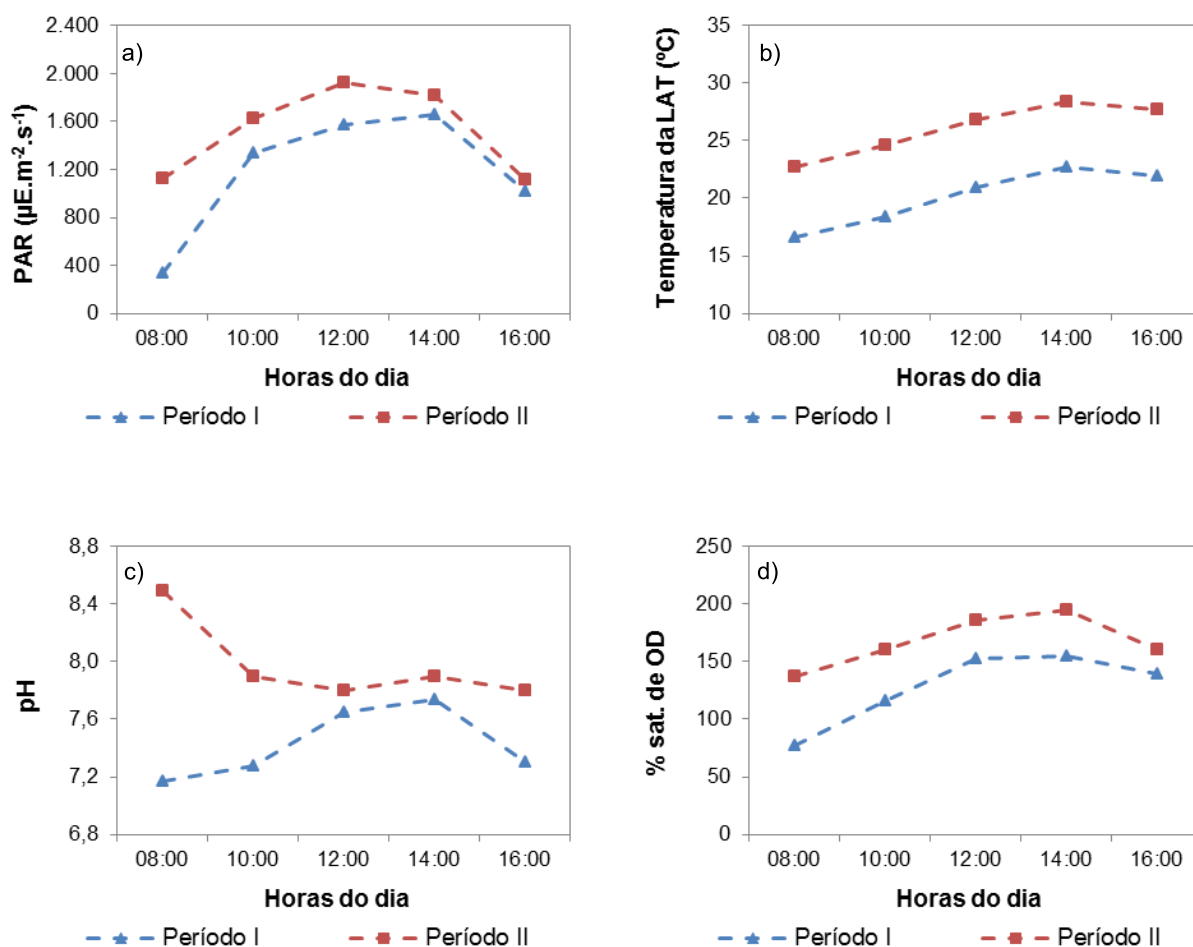 a)
PAR (µE.m⁻².s⁻¹)
2.400
2.000
1.600
1.200
800
400
0
08:00 10:00 12:00 14:00 16:00
Horas do dia
Período I Período II
b)
Temperatura da LAT (ºC)
35
30
25
20
15
10
08:00 10:00 12:00 14:00 16:00
Horas do dia
Período I Período II
c)
pH
8,8
8,4
8,0
7,6
7,2
6,8
08:00 10:00 12:00 14:00 16:00
Horas do dia
Período I Período II
d)
% sat. de OD
250
200
150
100
50
0
08:00 10:00 12:00 14:00 16:00
Horas do dia
Período I Período II